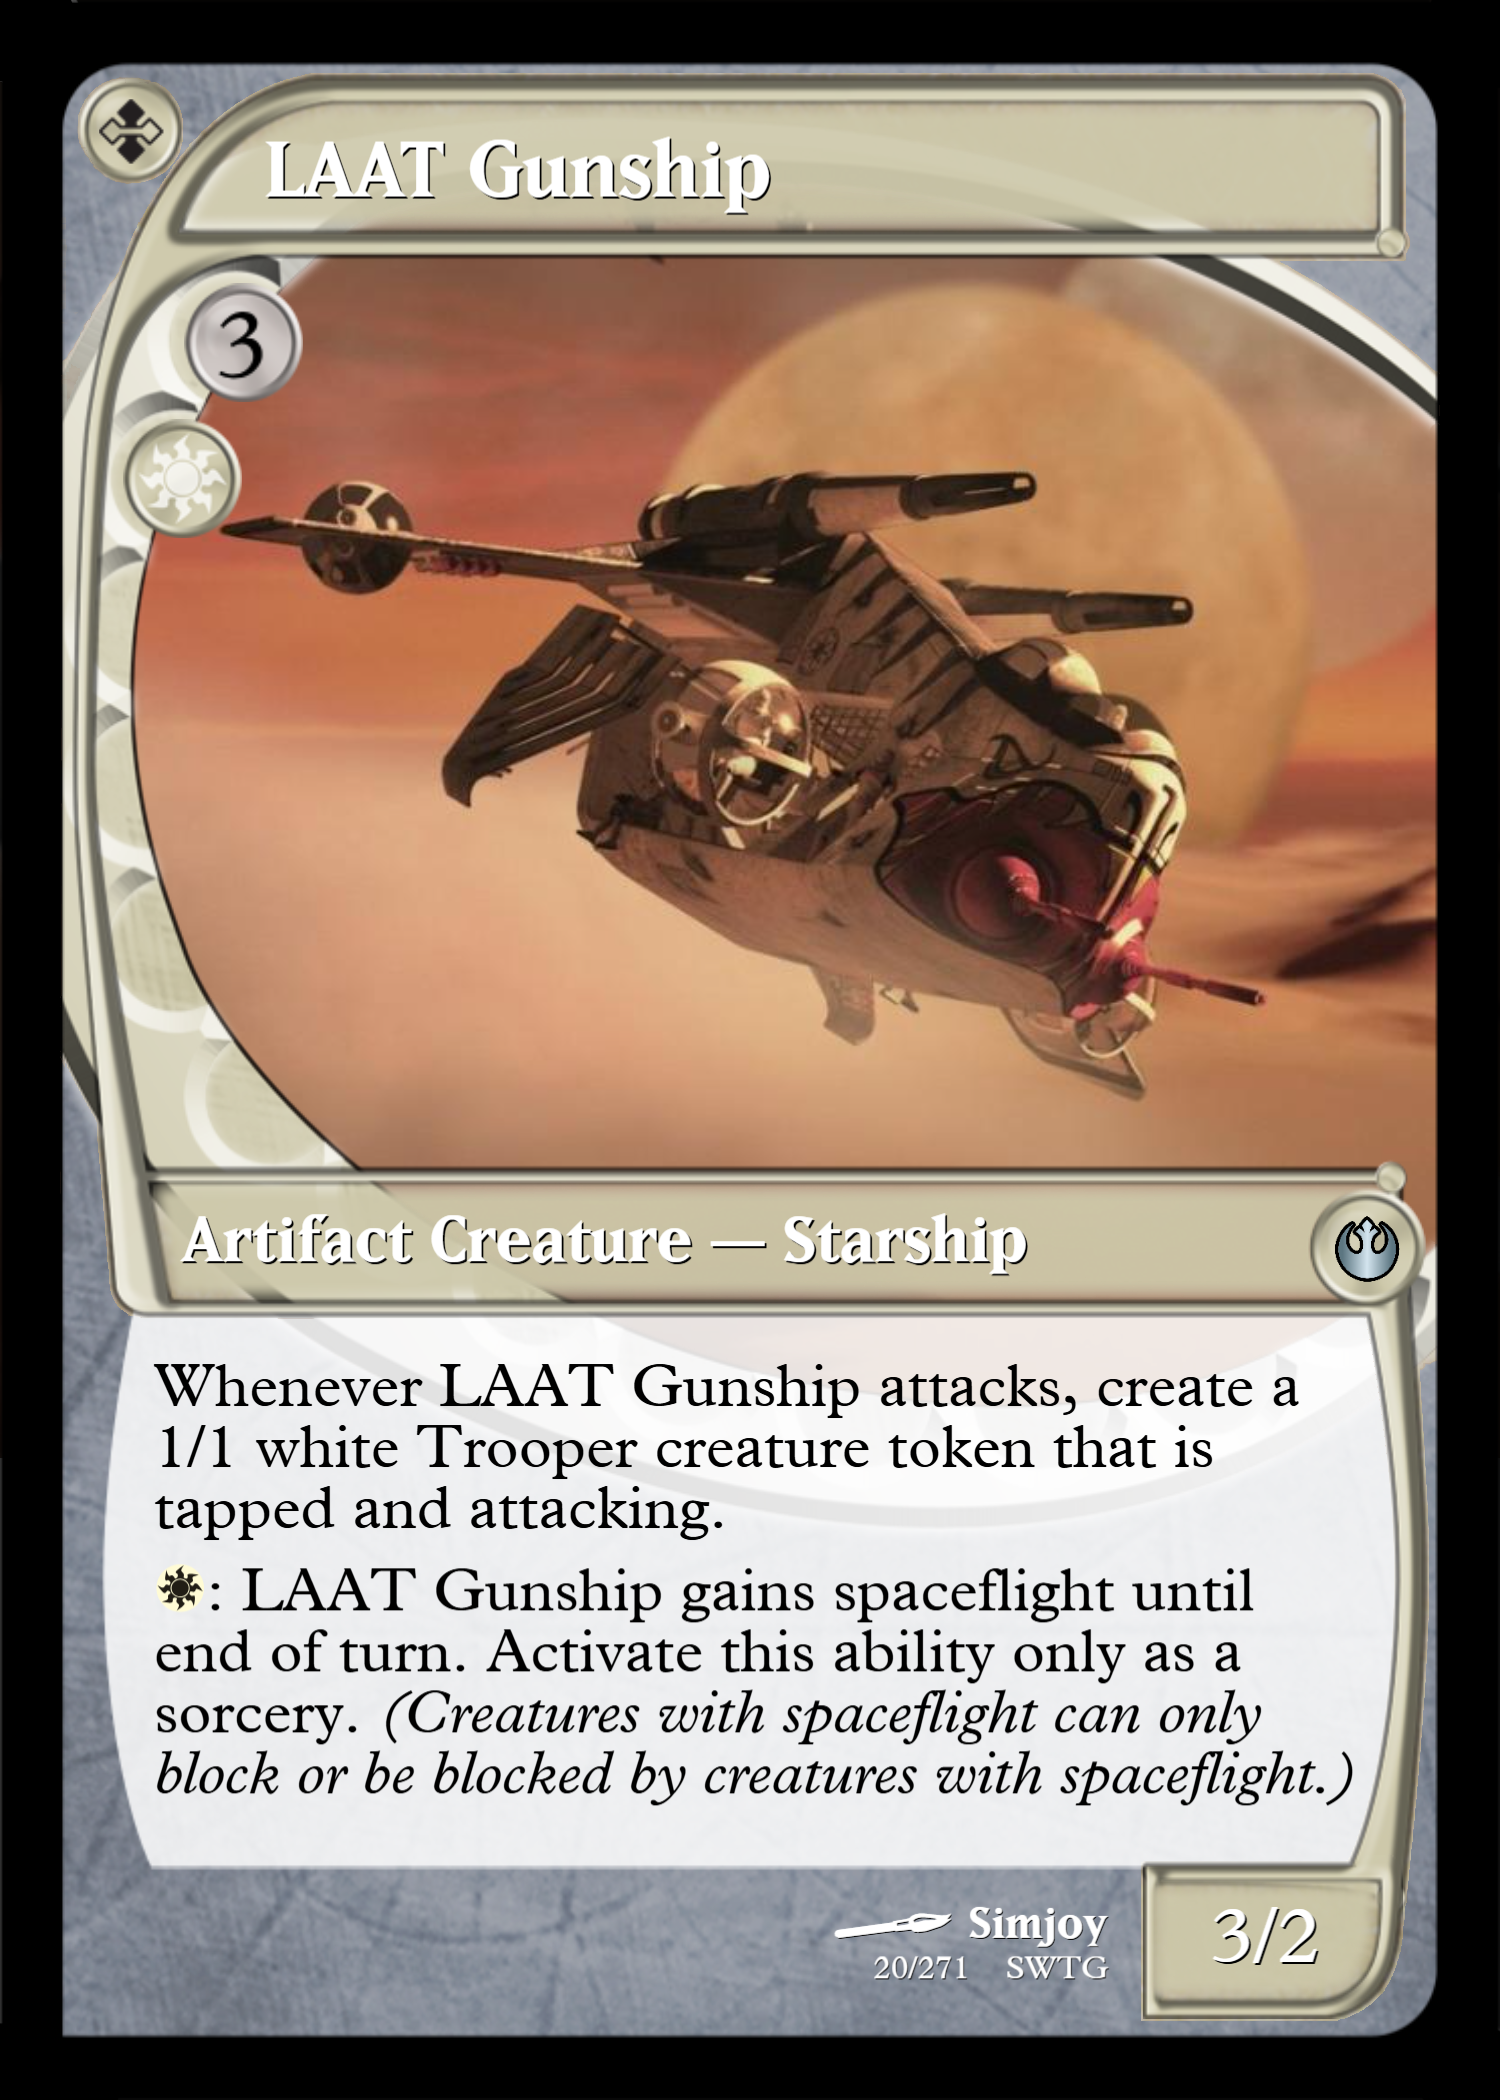 LAAT Gunship
3
Artifact Creature — Starship
Whenever LAAT Gunship attacks, create a
1/1 white Trooper creature token that is
tapped and attacking.
: LAAT Gunship gains spaceflight until
end of turn. Activate this ability only as a
sorcery. (Creatures with spaceflight can only
block or be blocked by creatures with spaceflight.)
Simjoy
20/271 SWTG
3/2